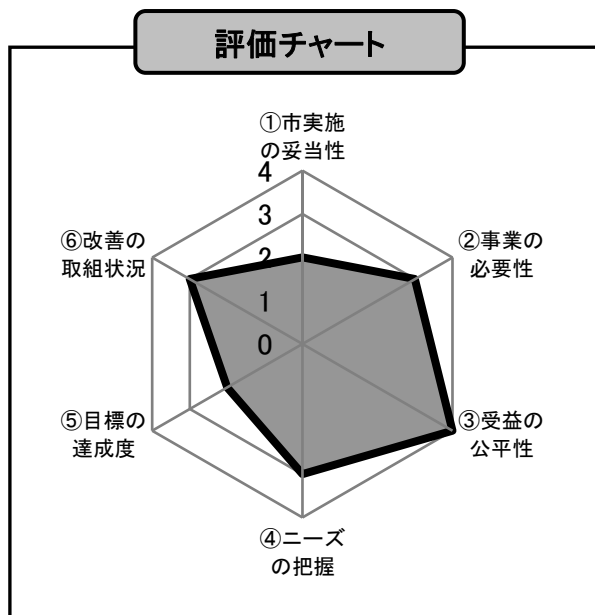 評価チャート
①市実施
の妥当性
4
3
2
1
0
②事業の
必要性
③受益の
公平性
④ニーズ
の把握
⑤目標の
達成度
⑥改善の
取組状況